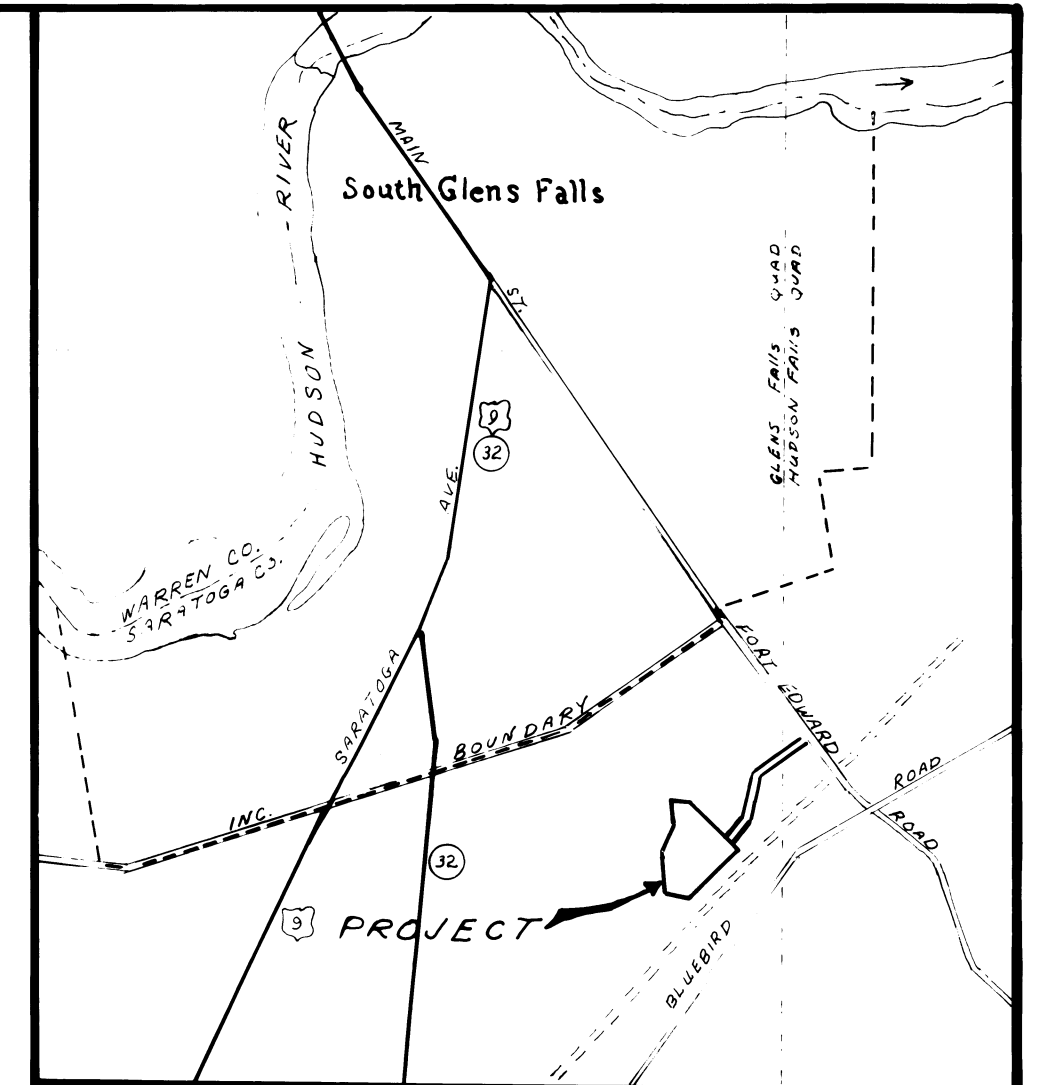 MAIN
ST.
South Glens Falls
HUDSON RIVER
GLENS FAllS QUAD
HUDSON FAllS QUAD
9
32
AVE.
WARREN CO.
SARATOGA CO.
SARATOGA
INC. BOUNDARY
FORT EDWARD ROAD
ROAD
32
9
PROJECT
BLUEBIRD